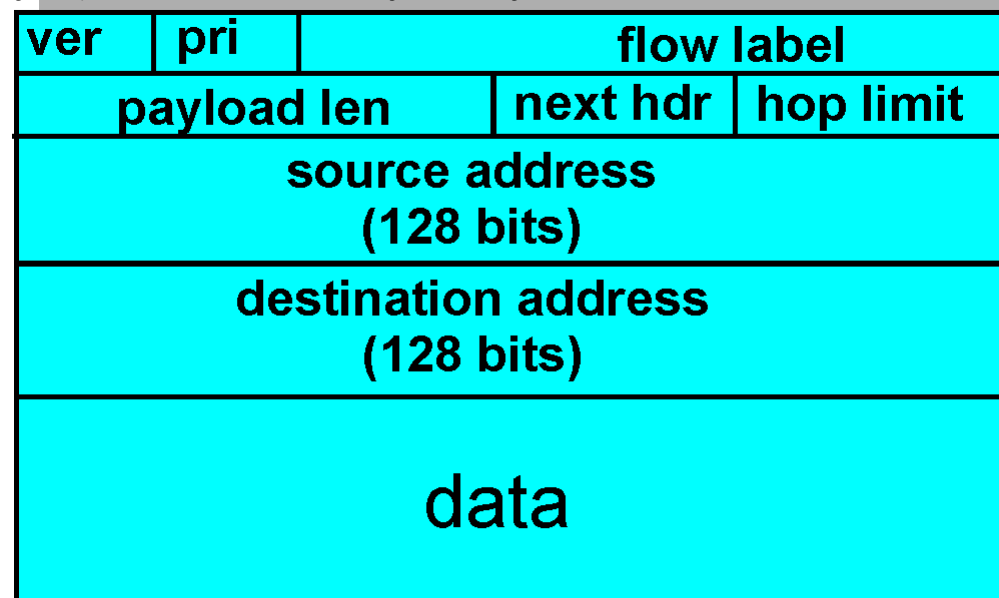 ver pri flow label
payload len next hdr hop limit
source address
(128 bits)
destination address
(128 bits)
data